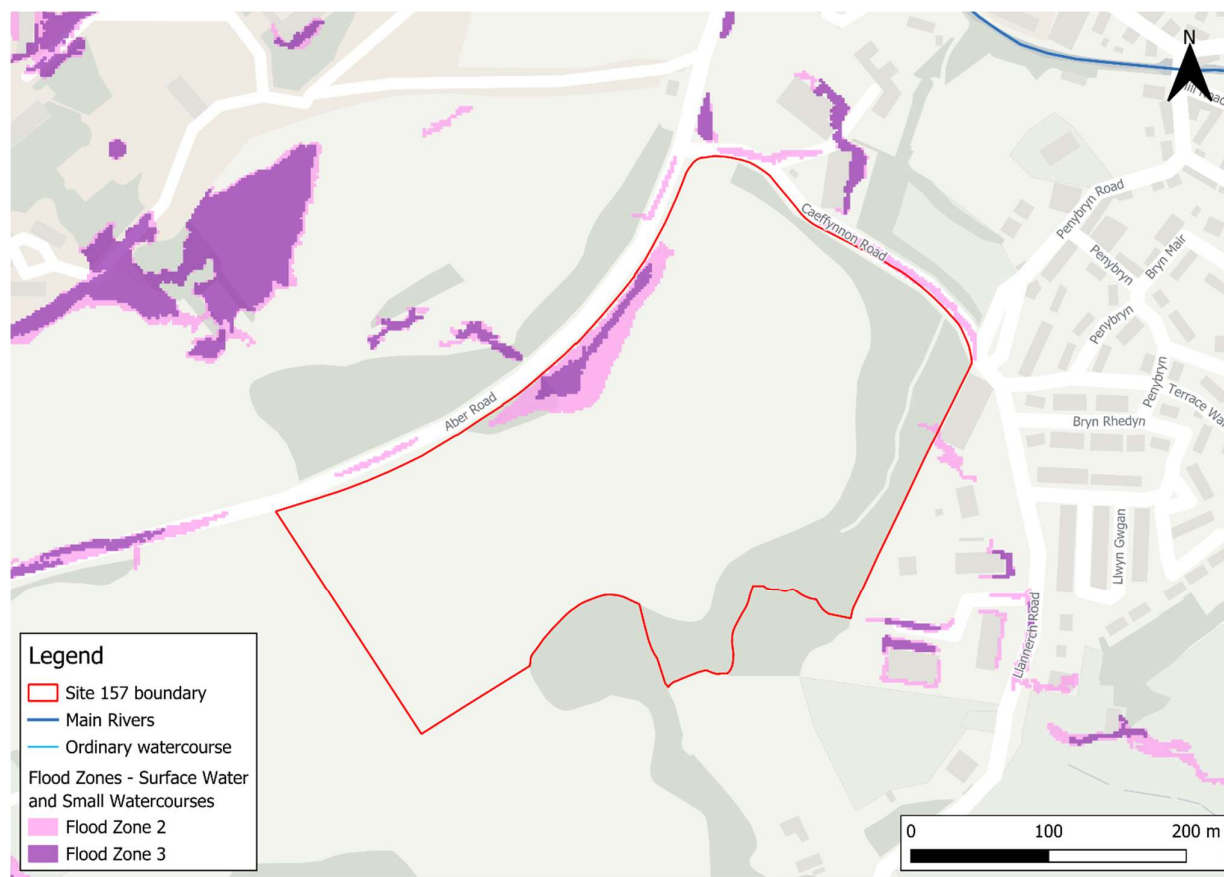 N
Road
Penybryn Road
Caeffynnon Road
Penybryn
Bryn Mair
Penybryn
Penybryn
Terrace
Aber Road
Bryn Rhedyn
Llwyn Gwgan
Llannerch Road
Legend
Site 157 boundary
Main Rivers
Ordinary watercourse
Flood Zones - Surface Water
and Small Watercourses
Flood Zone 2
Flood Zone 3
0 100 200 m